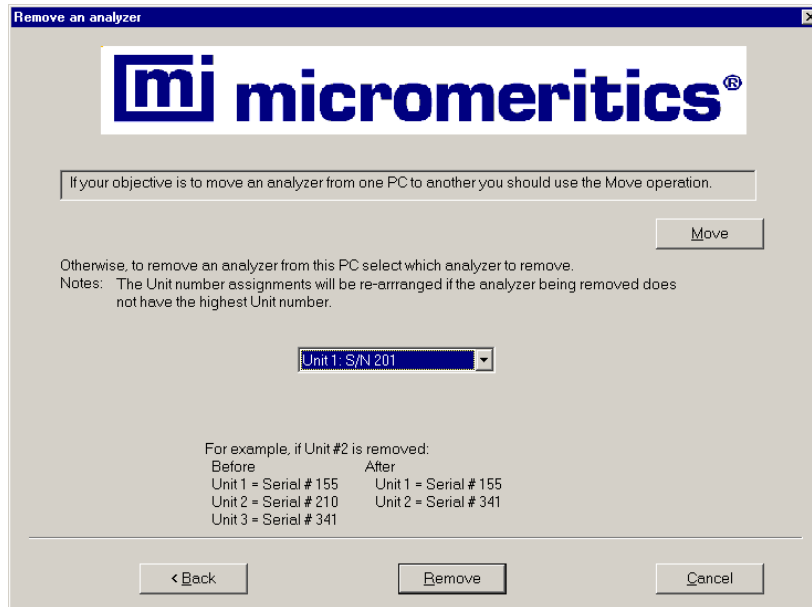 Remove an analyzer
mi micromeritics®
If your objective is to move an analyzer from one PC to another you should use the Move operation.
Move
Otherwise, to remove an analyzer from this PC select which analyzer to remove.
Notes: The Unit number assignments will be re-arrranged if the analyzer being removed does
not have the highest Unit number.
Unit 1: S/N 201
For example, if Unit #2 is removed:
Before After
Unit 1 = Serial # 155 Unit 1 = Serial # 155
Unit 2 = Serial # 210 Unit 2 = Serial # 341
Unit 3 = Serial # 341
< Back Remove Cancel